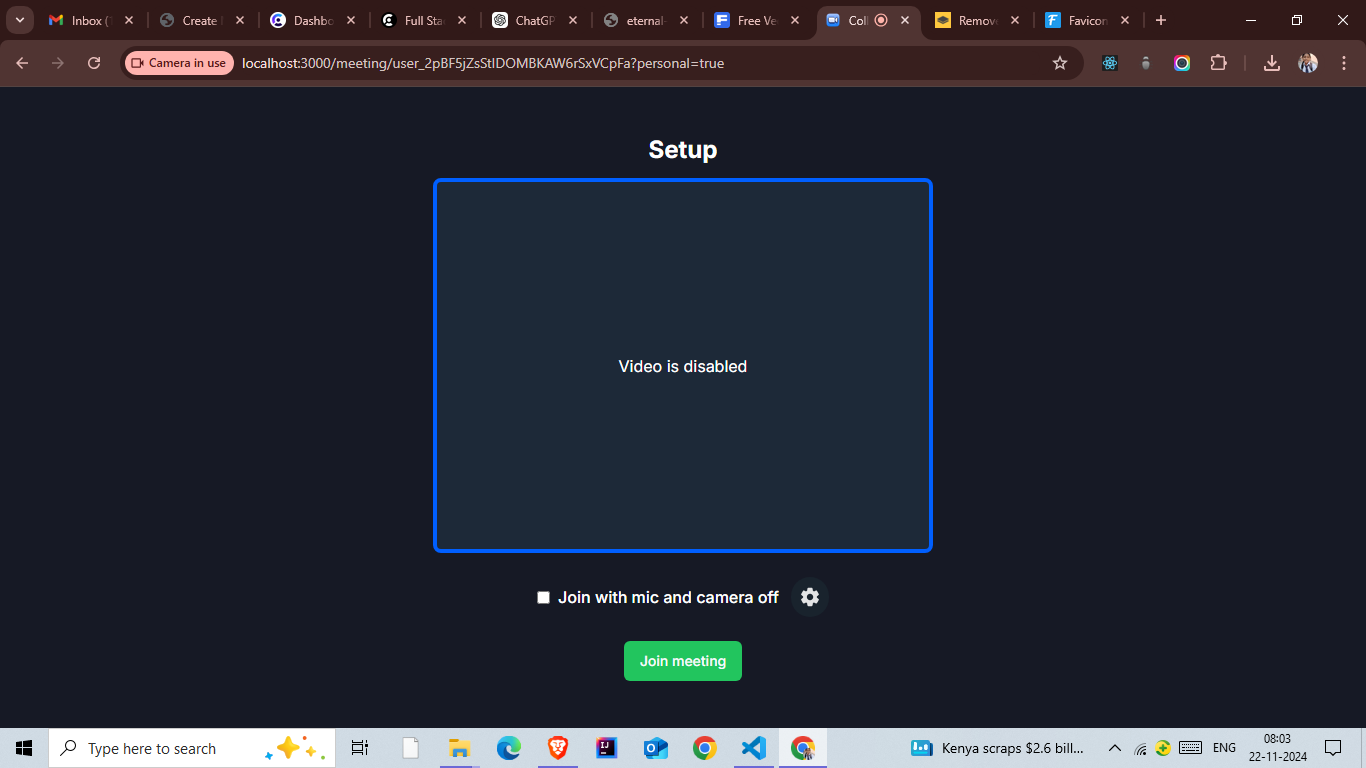 Inbox (1
Create
Dashbo
Full Sta
ChatGP
eternal-
Free Ve
Coll
Remov
Favicon
Camera in use
localhost:3000/meeting/user_2pBF5jZsStIDOMBKAW6rSxVCpFa?personal=true
Setup
Video is disabled
Join with mic and camera off
Join meeting
Type here to search
Kenya scraps $2.6 bill...
ENG
08:03
22-11-2024